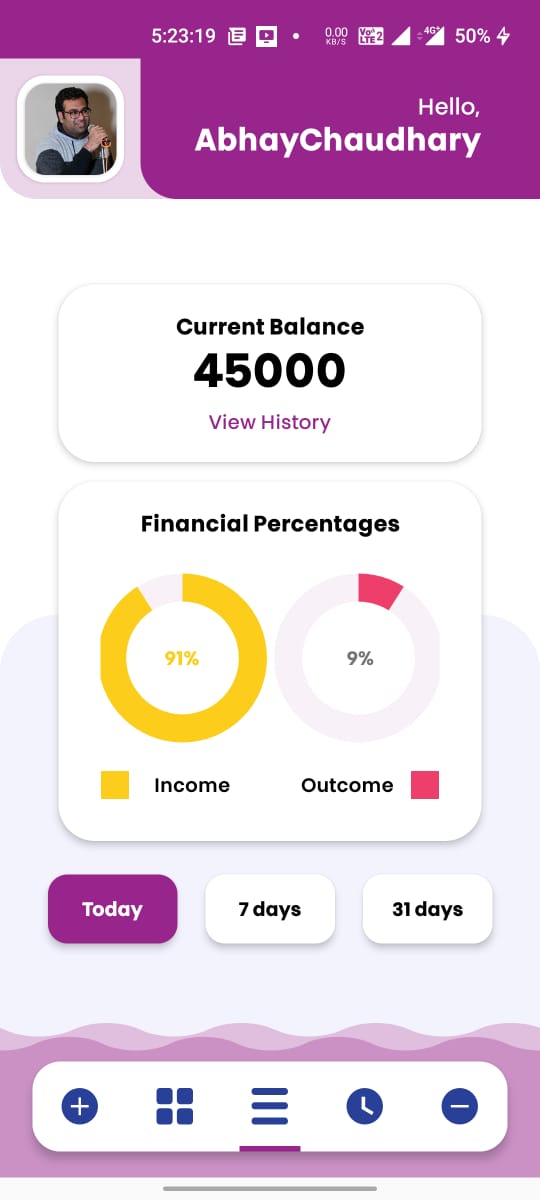 5:23:19 0.00 KB/S Vo LTE 2 4G+ 50%
Hello,
AbhayChaudhary
Current Balance
45000
View History
Financial Percentages
91% 9%
Income Outcome
Today 7 days 31 days